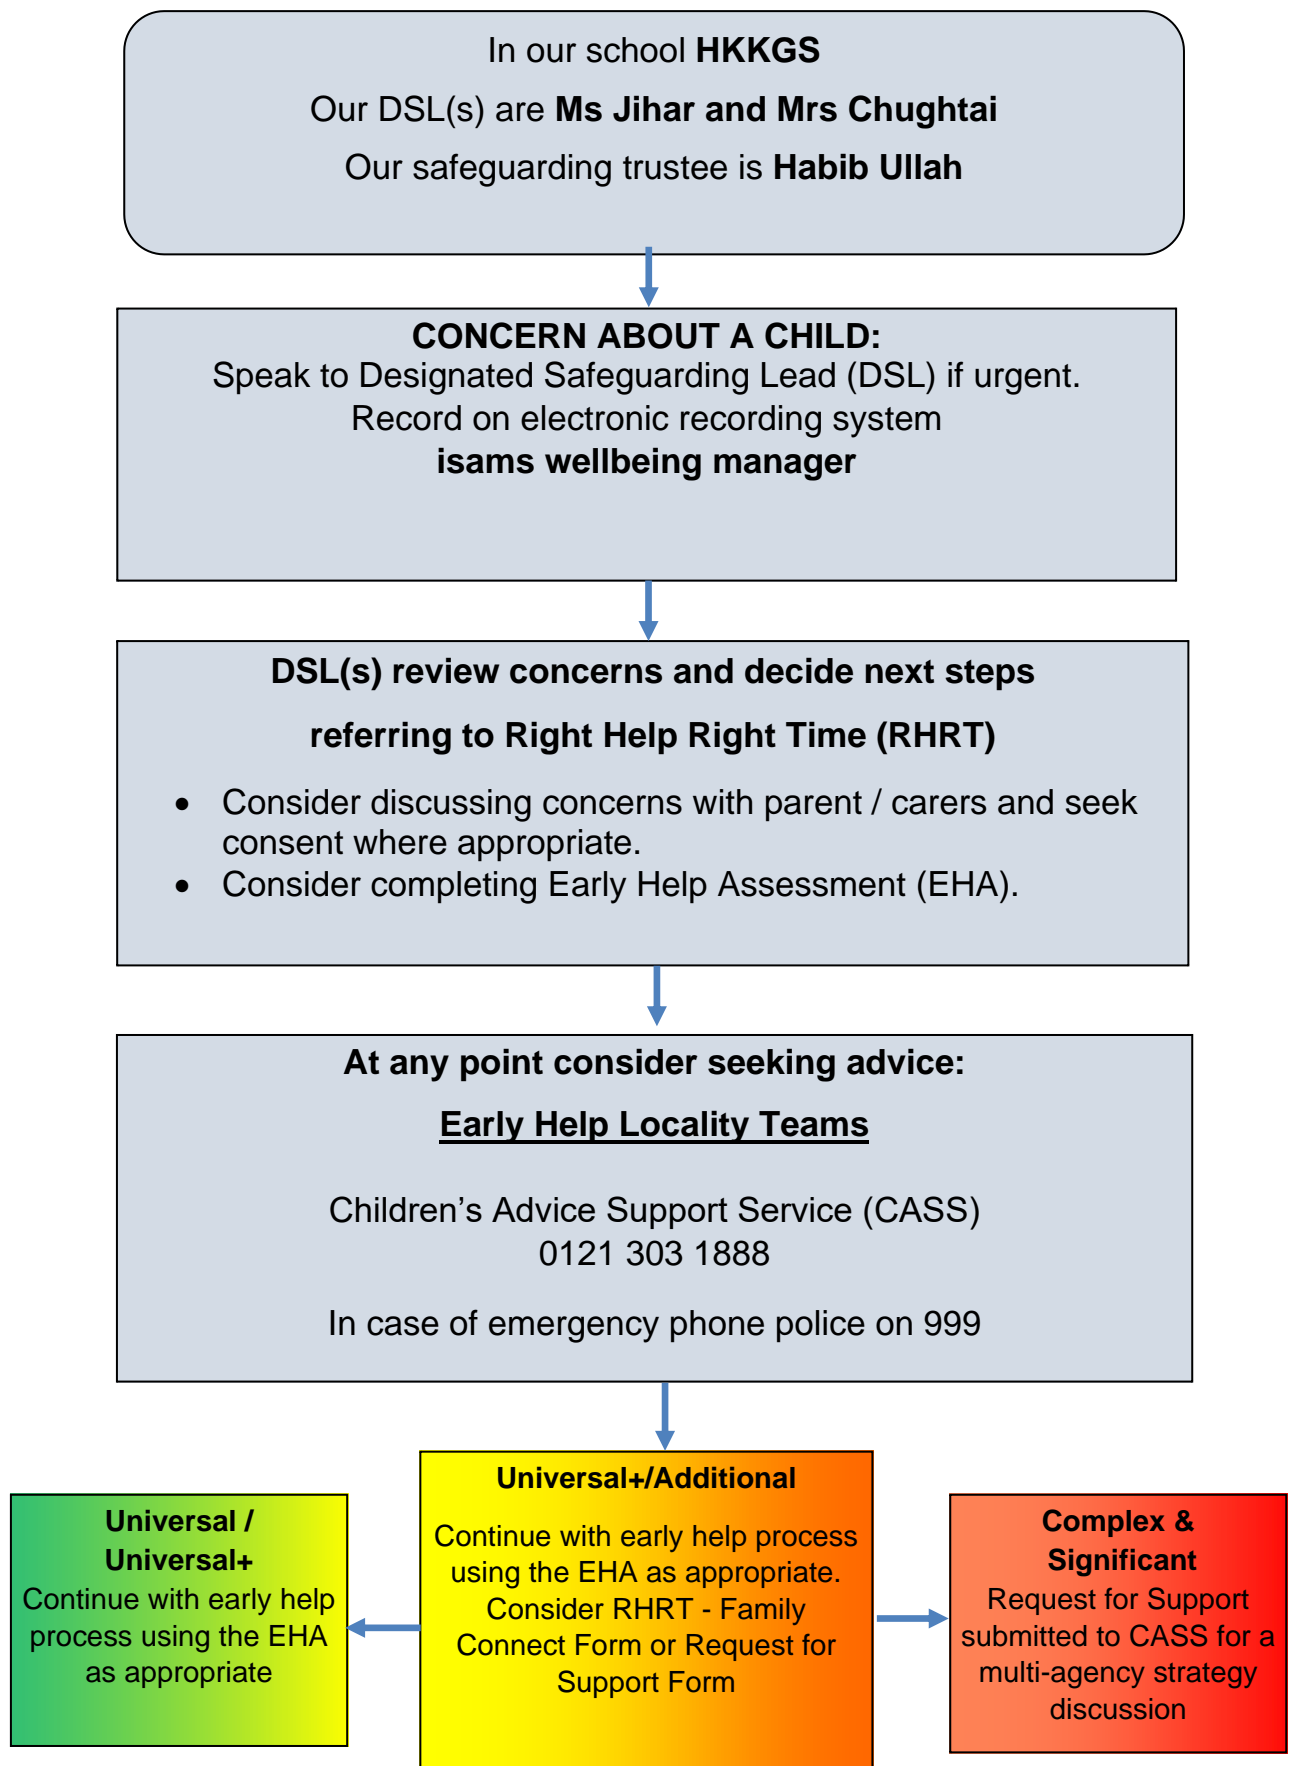 In our school HKKGS
Our DSL(s) are Ms Jihar and Mrs Chughtai
Our safeguarding trustee is Habib Ullah
CONCERN ABOUT A CHILD:
Speak to Designated Safeguarding Lead (DSL) if urgent.
Record on electronic recording system
isams wellbeing manager
DSL(s) review concerns and decide next steps
referring to Right Help Right Time (RHRT)
• Consider discussing concerns with parent / carers and seek
consent where appropriate.
• Consider completing Early Help Assessment (EHA).
At any point consider seeking advice:
Early Help Locality Teams
Children’s Advice Support Service (CASS)
0121 303 1888
In case of emergency phone police on 999
Universal /
Universal+
Continue with early help
process using the EHA
as appropriate
Universal+/Additional
Continue with early help process
using the EHA as appropriate.
Consider RHRT - Family
Connect Form or Request for
Support Form
Complex &
Significant
Request for Support
submitted to CASS for a
multi-agency strategy
discussion